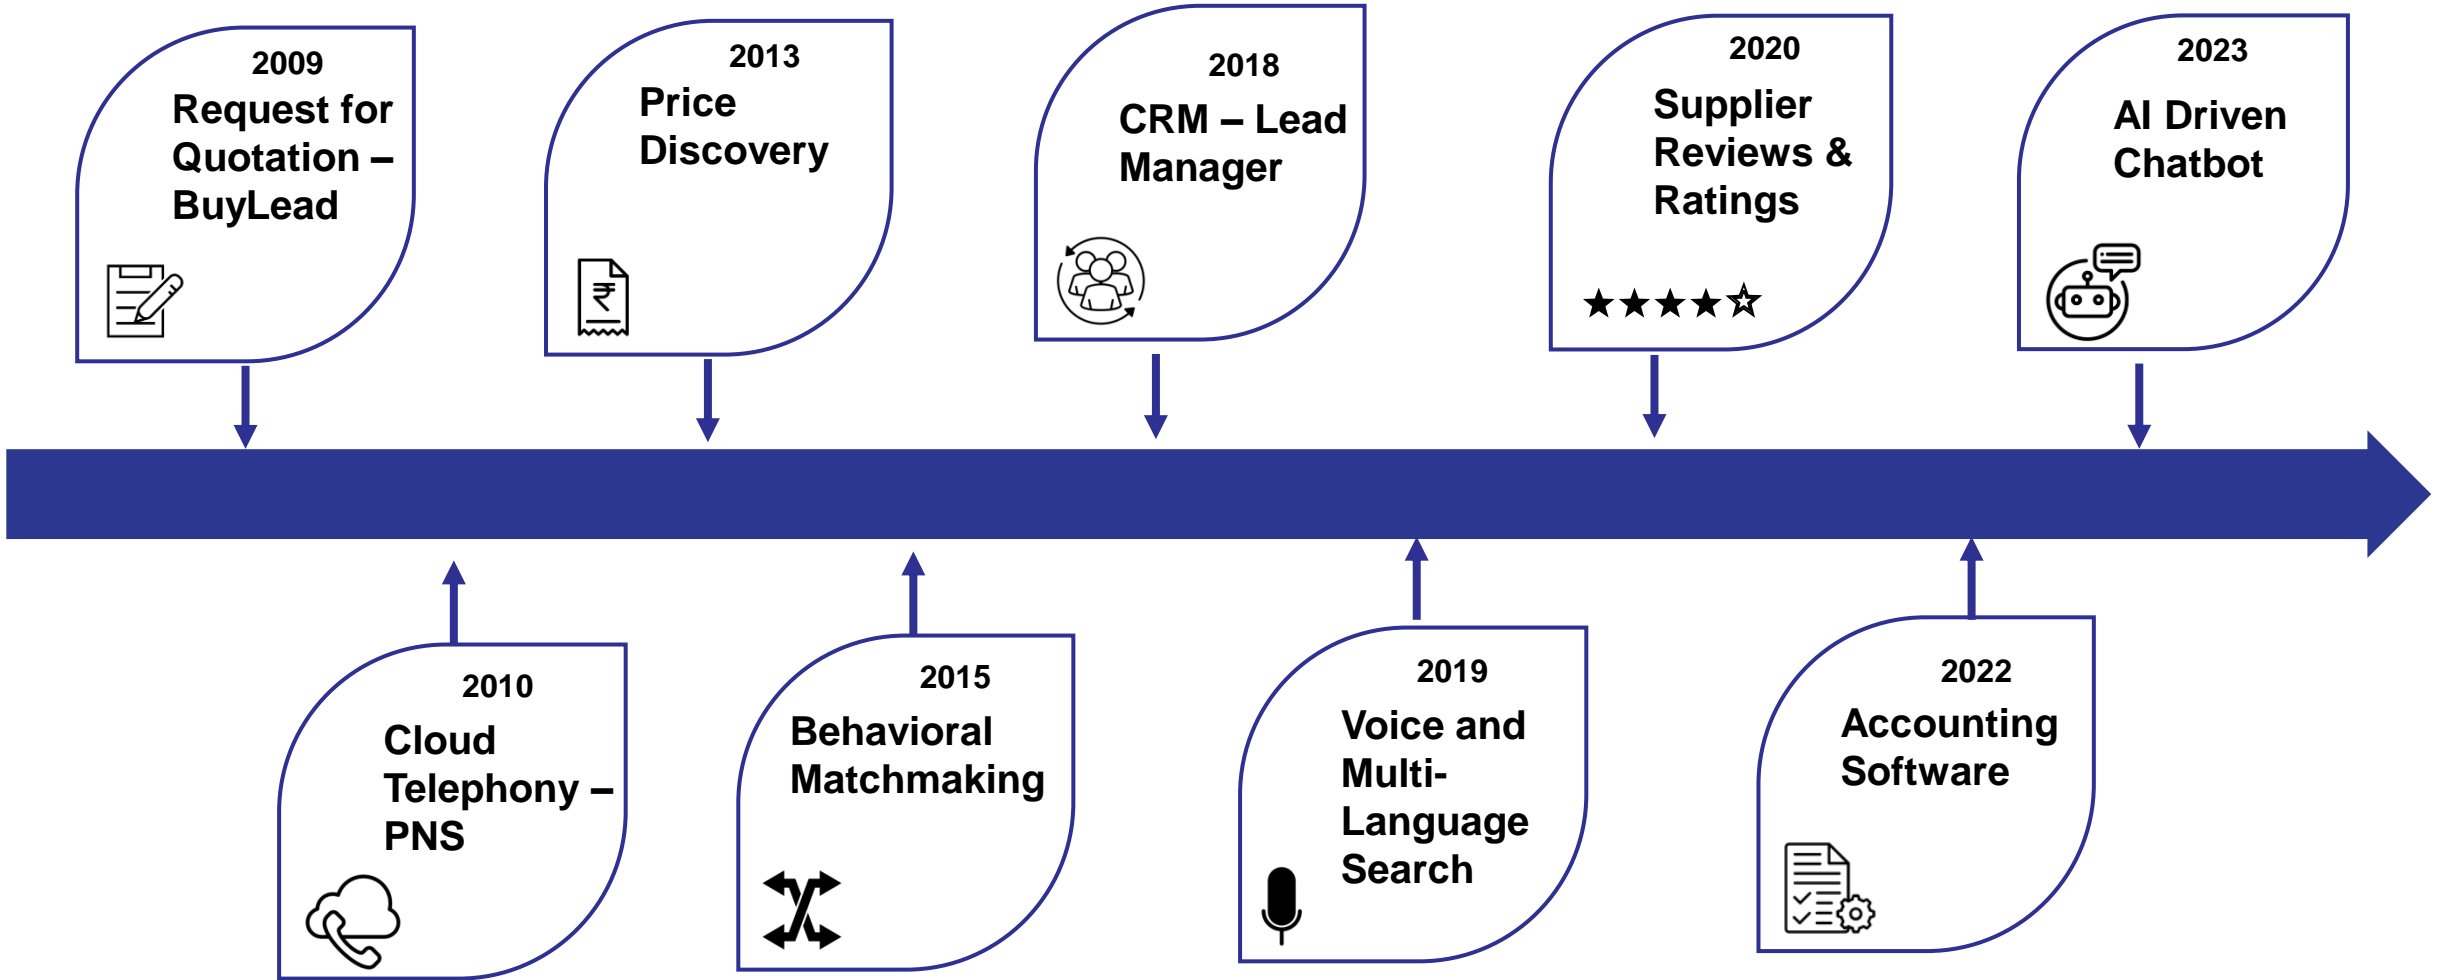 2009
Request for
Quotation –
BuyLead
2013
Price
Discovery
2018
CRM – Lead
Manager
2020
Supplier
Reviews &
Ratings
2023
AI Driven
Chatbot
2010
Cloud
Telephony –
PNS
2015
Behavioral
Matchmaking
2019
Voice and
Multi-
Language
Search
2022
Accounting
Software